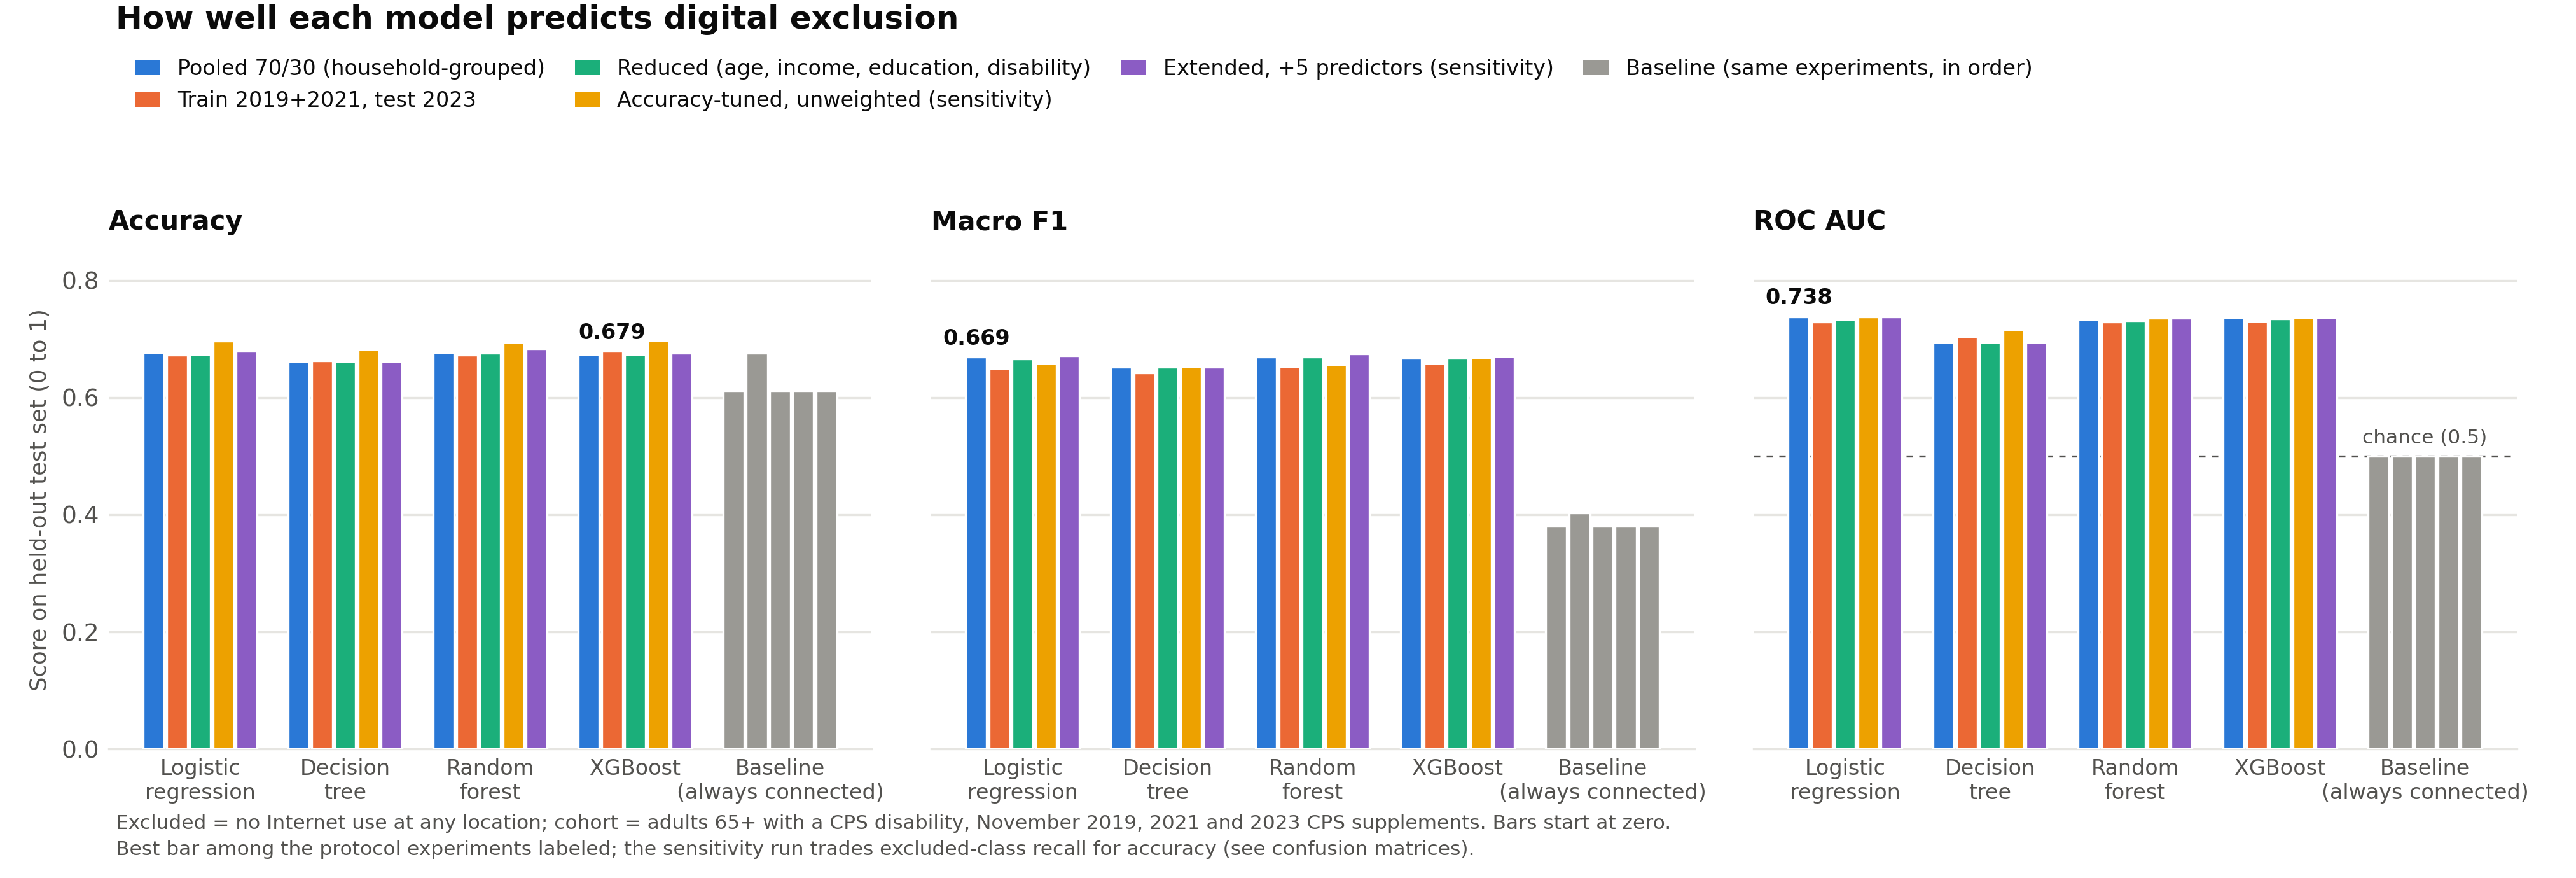 How well each model predicts digital exclusion
Pooled 70/30 (household-grouped)
Train 2019+2021, test 2023
Reduced (age, income, education, disability)
Accuracy-tuned, unweighted (sensitivity)
Extended, +5 predictors (sensitivity)
Baseline (same experiments, in order)
Accuracy
Score on held-out test set (0 to 1)
0.8
0.6
0.4
0.2
0.0
0.679
Logistic
regression
Decision
tree
Random
forest
XGBoost
Baseline
(always connected)
Macro F1
0.669
Logistic
regression
Decision
tree
Random
forest
XGBoost
Baseline
(always connected)
ROC AUC
0.738
chance (0.5)
Logistic
regression
Decision
tree
Random
forest
XGBoost
Baseline
(always connected)
Excluded = no Internet use at any location; cohort = adults 65+ with a CPS disability, November 2019, 2021 and 2023 CPS supplements. Bars start at zero.
Best bar among the protocol experiments labeled; the sensitivity run trades excluded-class recall for accuracy (see confusion matrices).